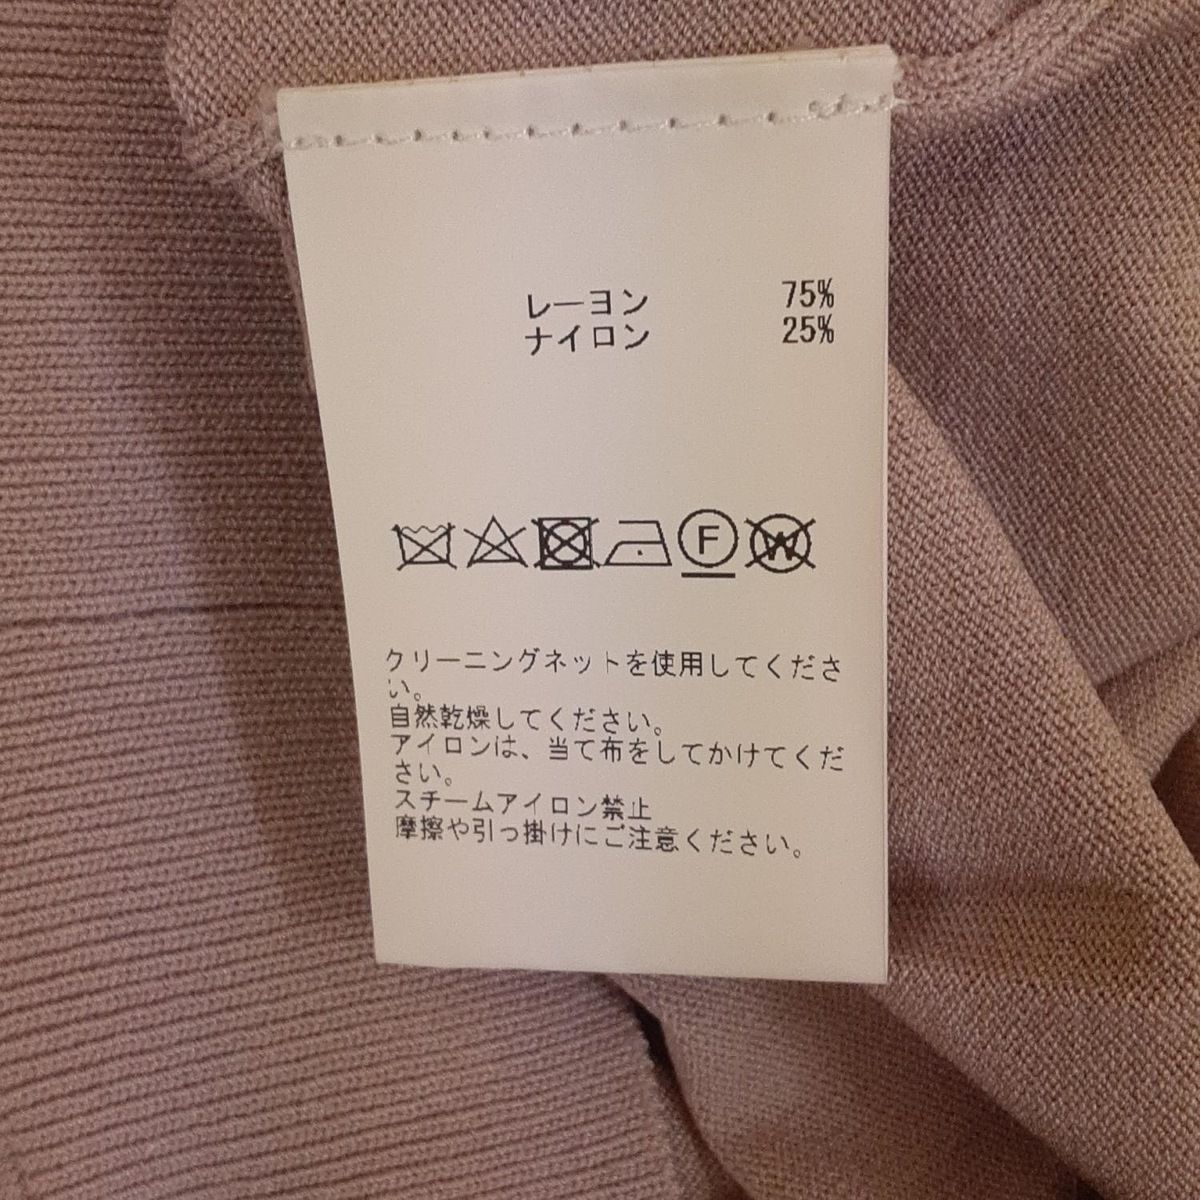 レーヨン 75%
ナイロン 25%
F W
クリーニングネットを使用してくださ
い。
自然乾燥してください。
アイロンは、当て布をしてかけてくだ
さい。
スチームアイロン禁止
摩擦や引っ掛けにご注意ください。